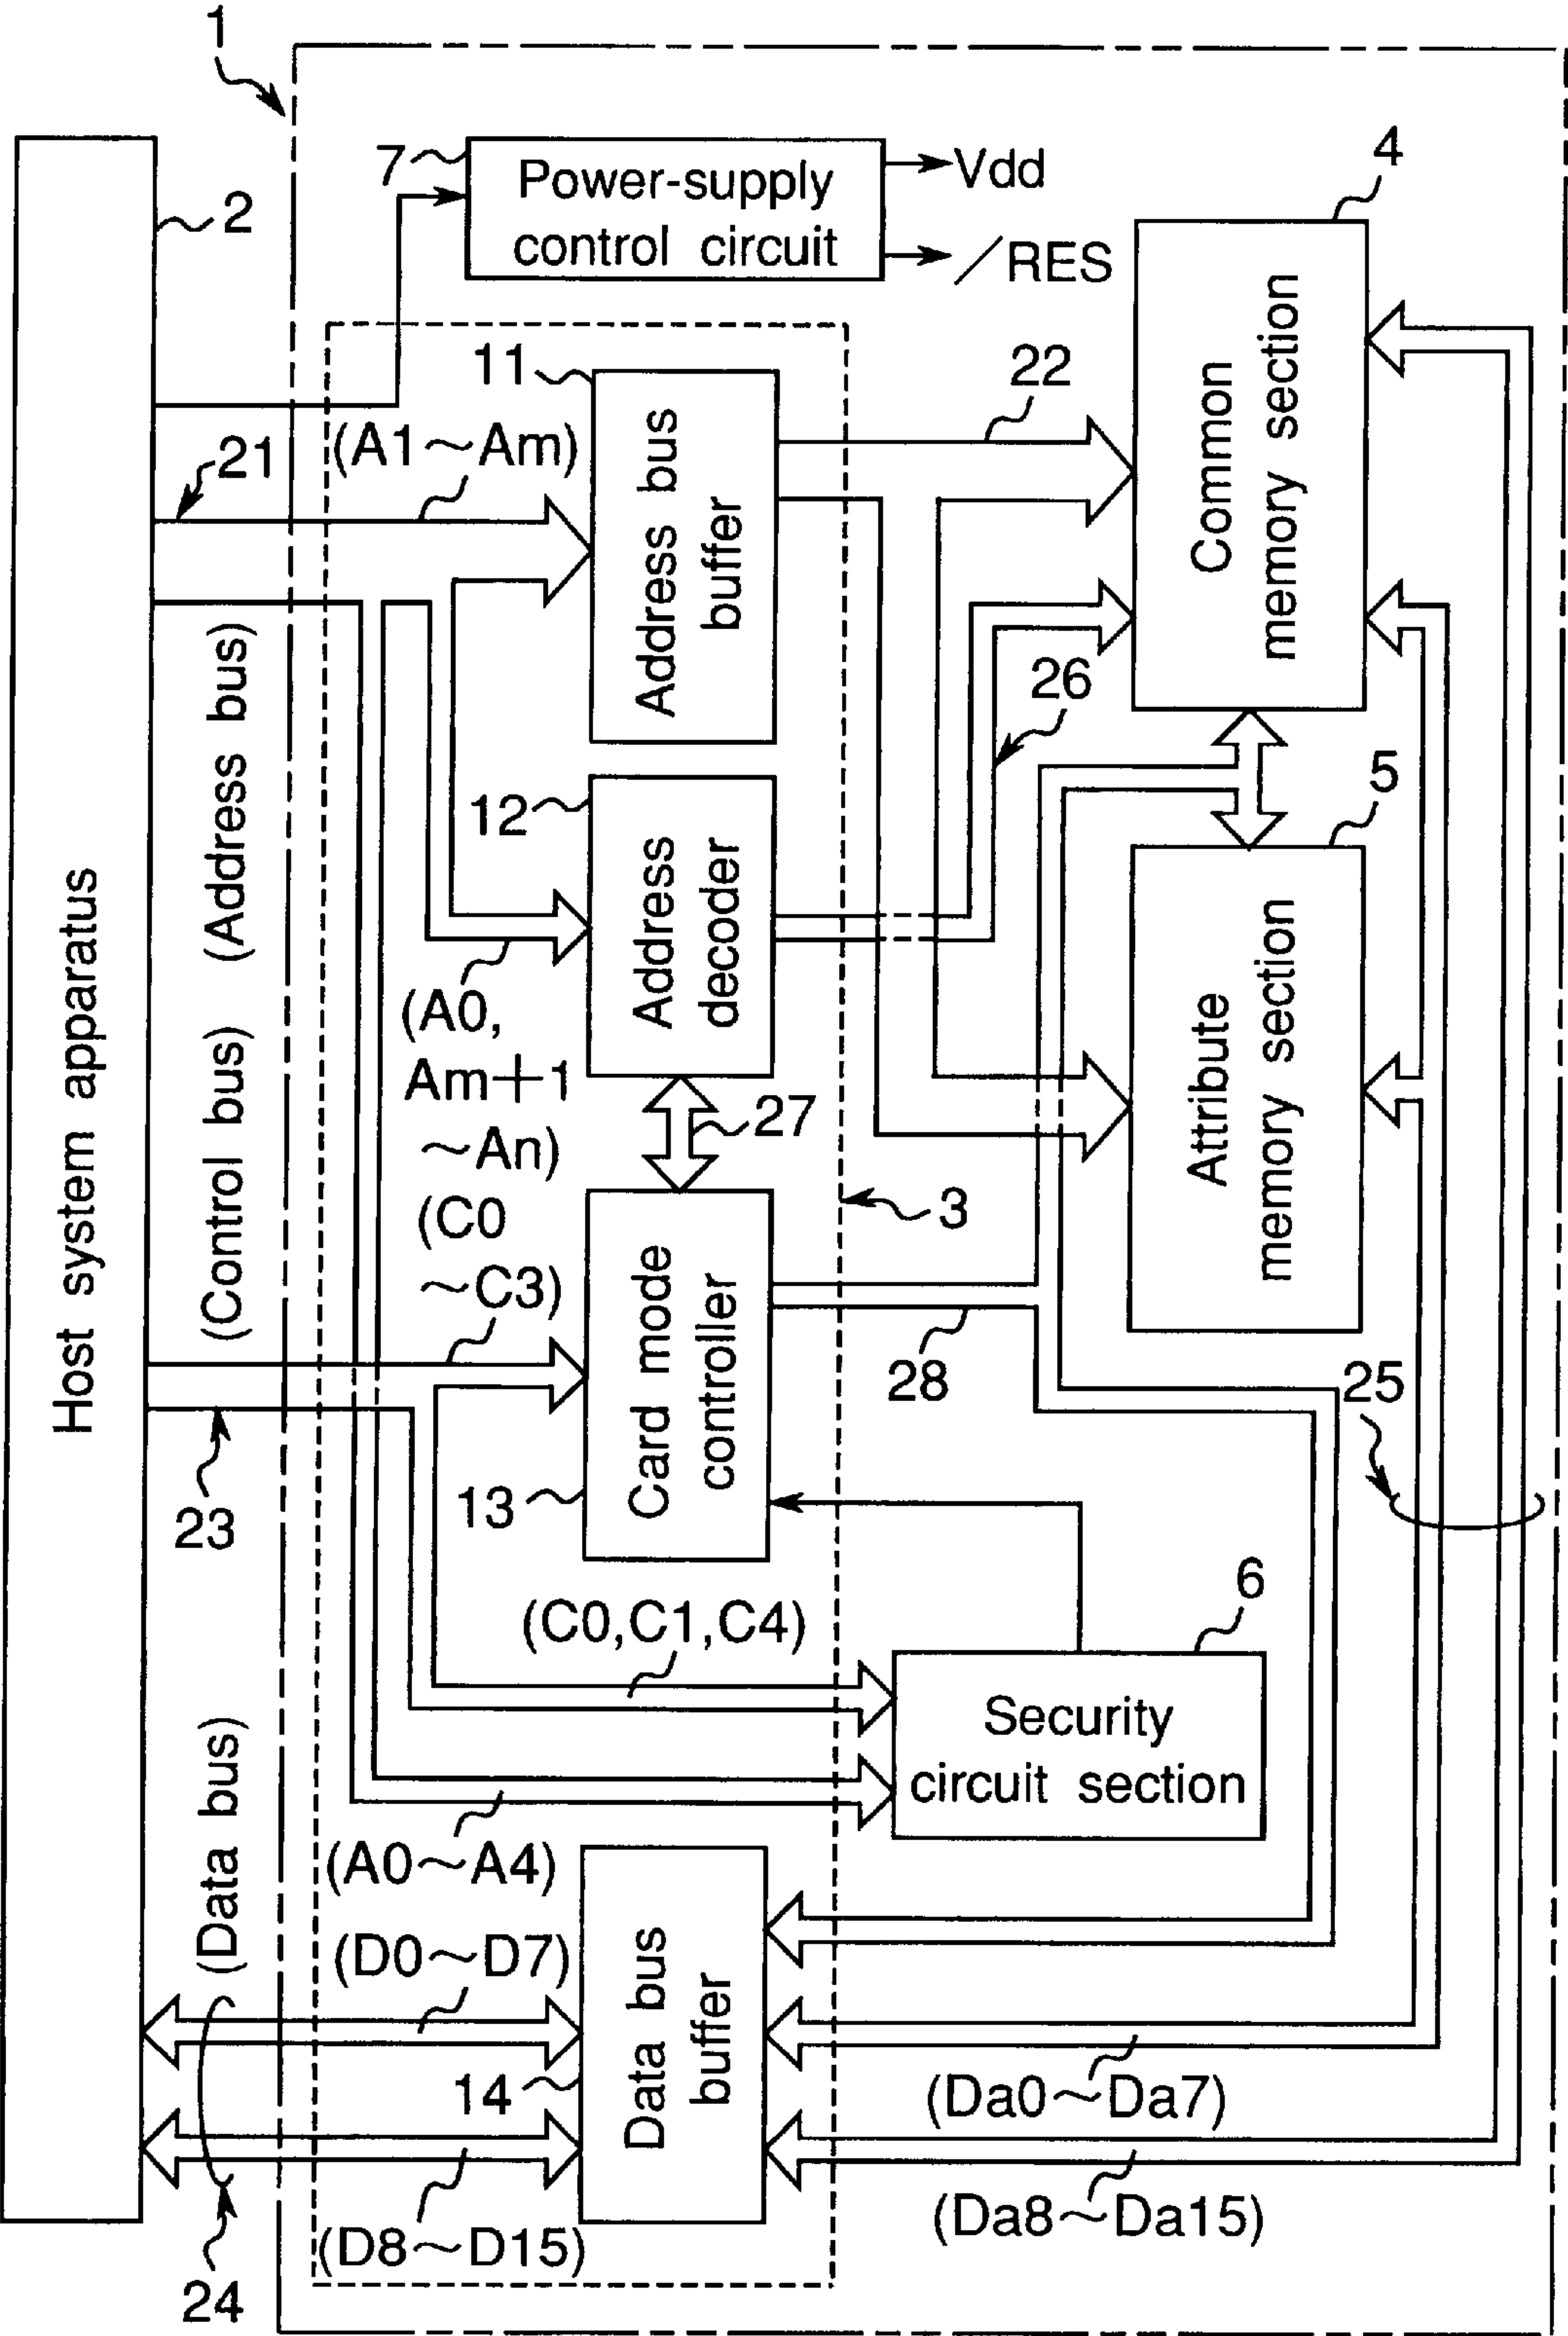 1
7
Power-supply
control circuit
Vdd
/RES
4
2
Common
memory section
11
22
(A1~Am)
21
Address bus
buffer
(Address bus)
26
12
Address
decoder
5
Attribute
memory section
Host system apparatus
(A0,
Am+1
~An)
27
(Control bus)
(C0
~C3)
3
Card mode
controller
28
25
13
23
(C0,C1,C4)
6
Security
circuit section
(Data bus)
(A0~A4)
(D0~D7)
Data bus
buffer
14
(Da0~Da7)
(D8~D15)
(Da8~Da15)
24